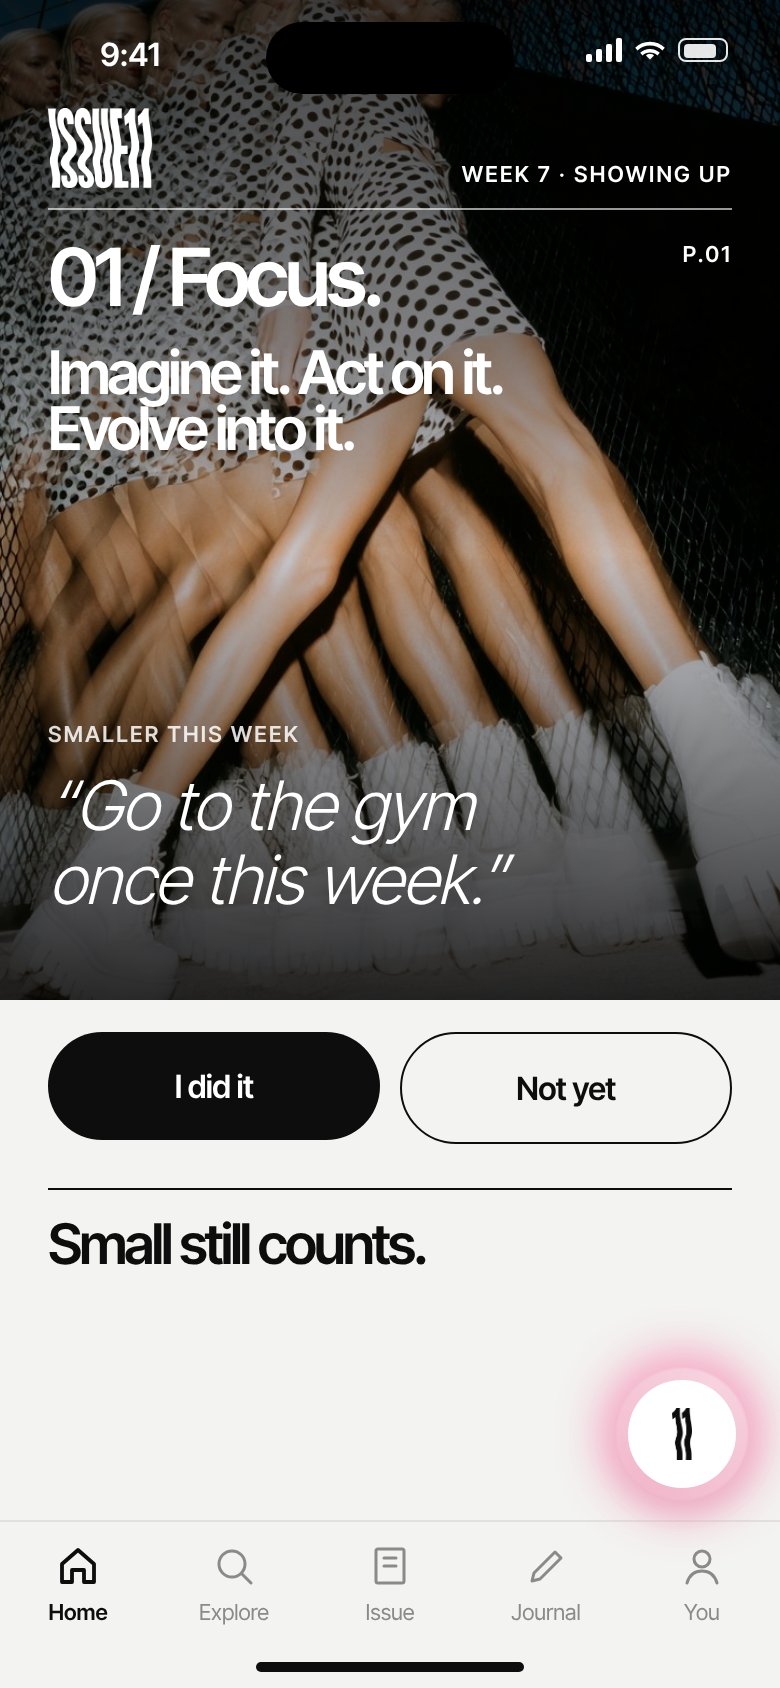 9:41
ISSUE11
WEEK 7 · SHOWING UP
01/ Focus.
P.01
Imagine it. Act on it.
Evolve into it.
SMALLER THIS WEEK
“Go to the gym
once this week.”
I did it
Not yet
Small still counts.
11
Home
Explore
Issue
Journal
You